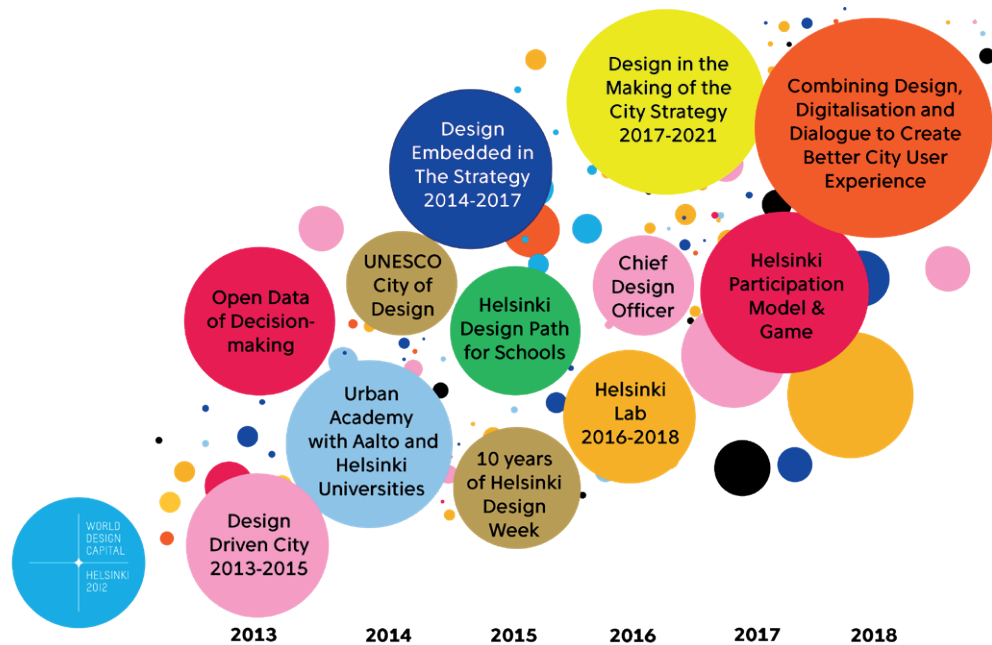 WORLD
DESIGN
CAPITAL
HELSINKI
2012
Design
Driven City
2013-2015
Open Data
of Decision-
making
Urban
Academy
with Aalto and
Helsinki
Universities
UNESCO
City of
Design
Design
Embedded in
The Strategy
2014-2017
Helsinki
Design Path
for Schools
10 years
of Helsinki
Design
Week
Design in the
Making of the
City Strategy
2017-2021
Chief
Design
Officer
Helsinki
Lab
2016-2018
Combining Design,
Digitalisation and
Dialogue to Create
Better City User
Experience
Helsinki
Participation
Model &
Game
2013
2014
2015
2016
2017
2018